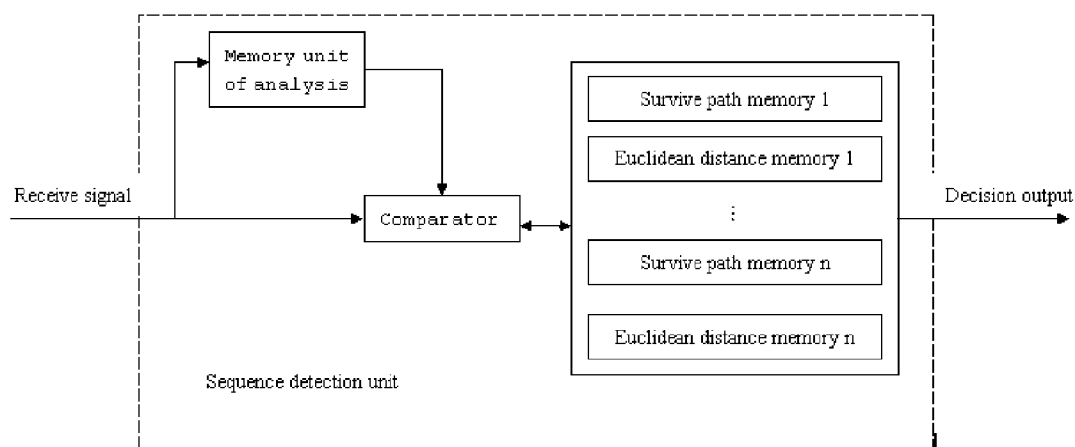 Memory unit
of analysis
Survive path memory 1
Euclidean distance memory 1
Receive signal
Comparator
⋮
Decision output
Survive path memory n
Euclidean distance memory n
Sequence detection unit